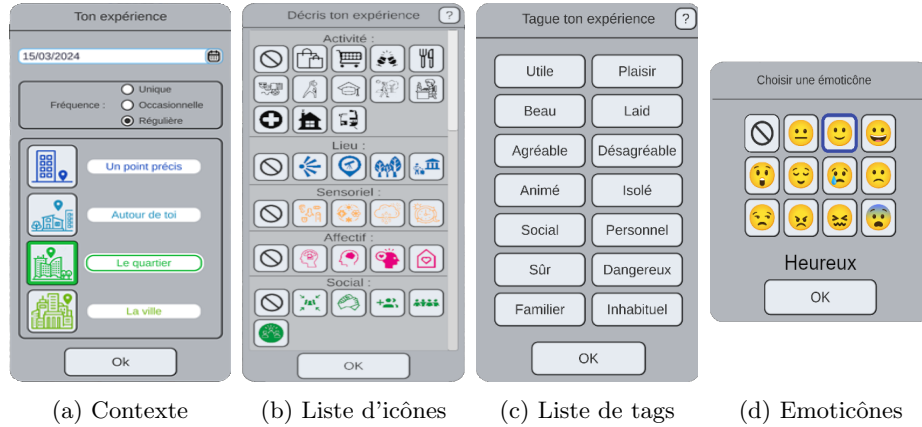 Ton expérience
15/03/2024
Fréquence :
Unique
Occasionnelle
Régulière
Un point précis
Autour de toi
Le quartier
La ville
Ok
(a) Contexte
Décris ton expérience
?
Activité :
Lieu :
Sensoriel :
Affectif :
Social :
OK
(b) Liste d'icônes
Tague ton expérience
?
Utile
Plaisir
Beau
Laid
Agréable
Désagréable
Animé
Isolé
Social
Personnel
Sûr
Dangereux
Familier
Inhabituel
OK
(c) Liste de tags
Choisir une émoticône
Heureux
OK
(d) Emoticônes